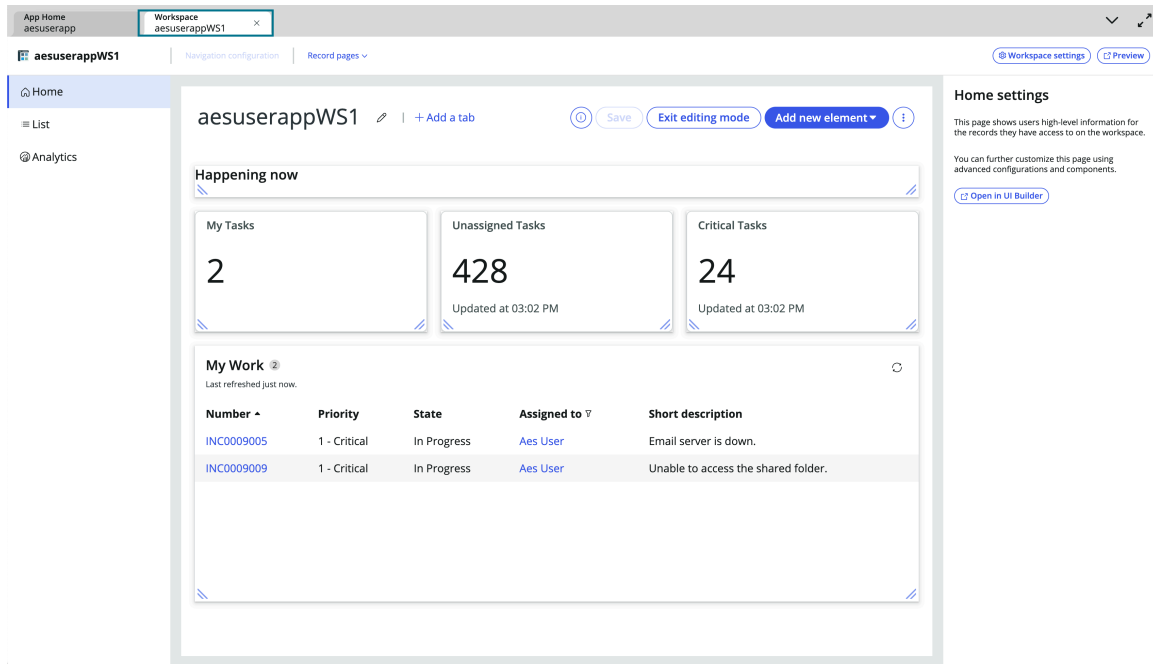 App Home
aesuserapp
Workspace
aesuserappWS1
aesuserappWS1
Navigation configuration
Record pages
Workspace settings
Preview
Home
List
Analytics
aesuserappWS1
+ Add a tab
Save
Exit editing mode
Add new element
Happening now
My Tasks
2
Unassigned Tasks
428
Updated at 03:02 PM
Critical Tasks
24
Updated at 03:02 PM
My Work 2
Last refreshed just now.
Number Priority State Assigned to Short description
INC0009005 1 - Critical In Progress Aes User Email server is down.
INC0009009 1 - Critical In Progress Aes User Unable to access the shared folder.
Home settings
This page shows users high-level information for
the records they have access to on the workspace.
You can further customize this page using
advanced configurations and components.
Open in UI Builder